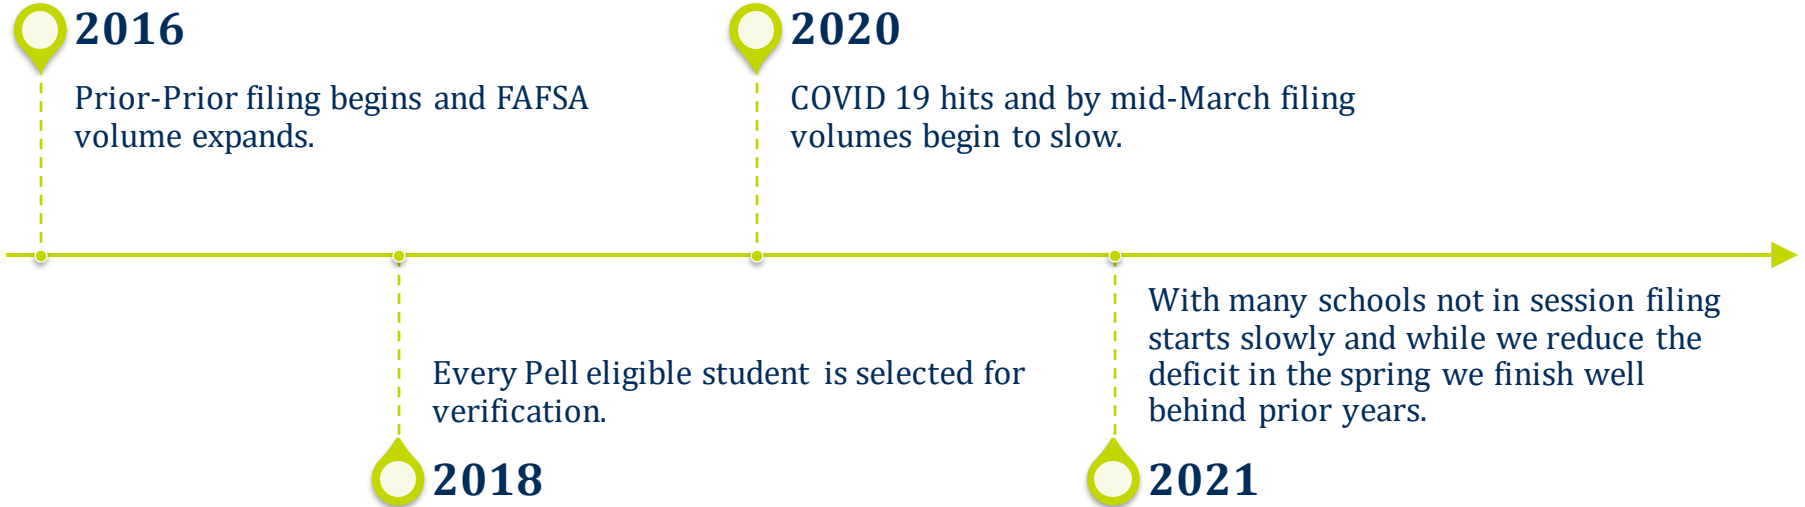 2016
Prior-Prior filing begins and FAFSA
volume expands.
2020
COVID 19 hits and by mid-March filing
volumes begin to slow.
Every Pell eligible student is selected for
verification.
2018
With many schools not in session filing
starts slowly and while we reduce the
deficit in the spring we finish well
behind prior years.
2021